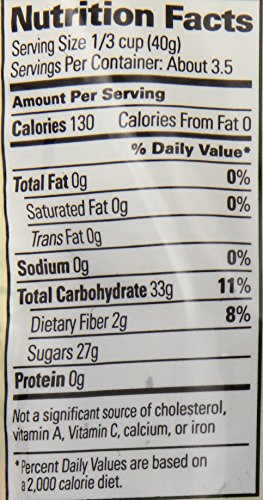 Nutrition Facts
Serving Size 1/3 cup (40g)
Servings Per Container: About 3.5
Amount Per Serving
Calories 130 Calories From Fat 0
% Daily Value*
Total Fat 0g 0%
Saturated Fat 0g 0%
Trans Fat 0g
Sodium 0g 0%
Total Carbohydrate 33g 11%
Dietary Fiber 2g 8%
Sugars 27g
Protein 0g
Not a significant source of cholesterol,
vitamin A, Vitamin C, calcium, or iron
*Percent Daily Values are based on
a 2,000 calorie diet.